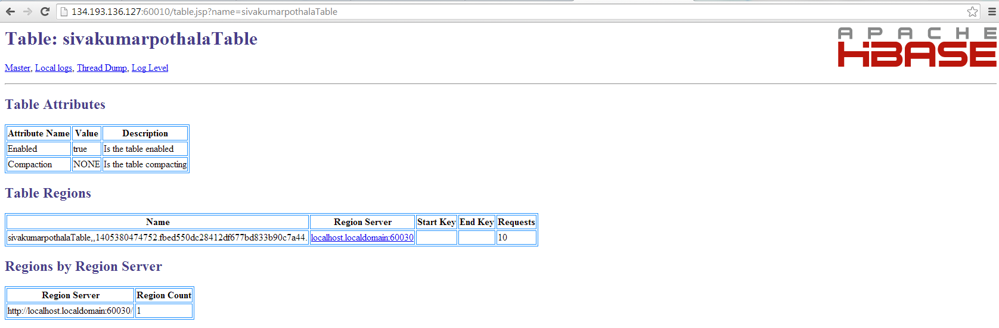 134.193.136.127:60010/table.jsp?name=sivakumarpothalaTable
Table: sivakumarpothalaTable
APACHE
HBASE
Master, Local logs, Thread Dump, Log Level
Table Attributes
Attribute Name Value Description
Enabled true Is the table enabled
Compaction NONE Is the table compacting
Table Regions
Name Region Server Start Key End Key Requests
sivakumarpothalaTable,,1405380474752.fbed550dc28412df677bd833b90c7a44. localhost.localdomain:60030 10
Regions by Region Server
Region Server Region Count
http://localhost.localdomain:60030/ 1